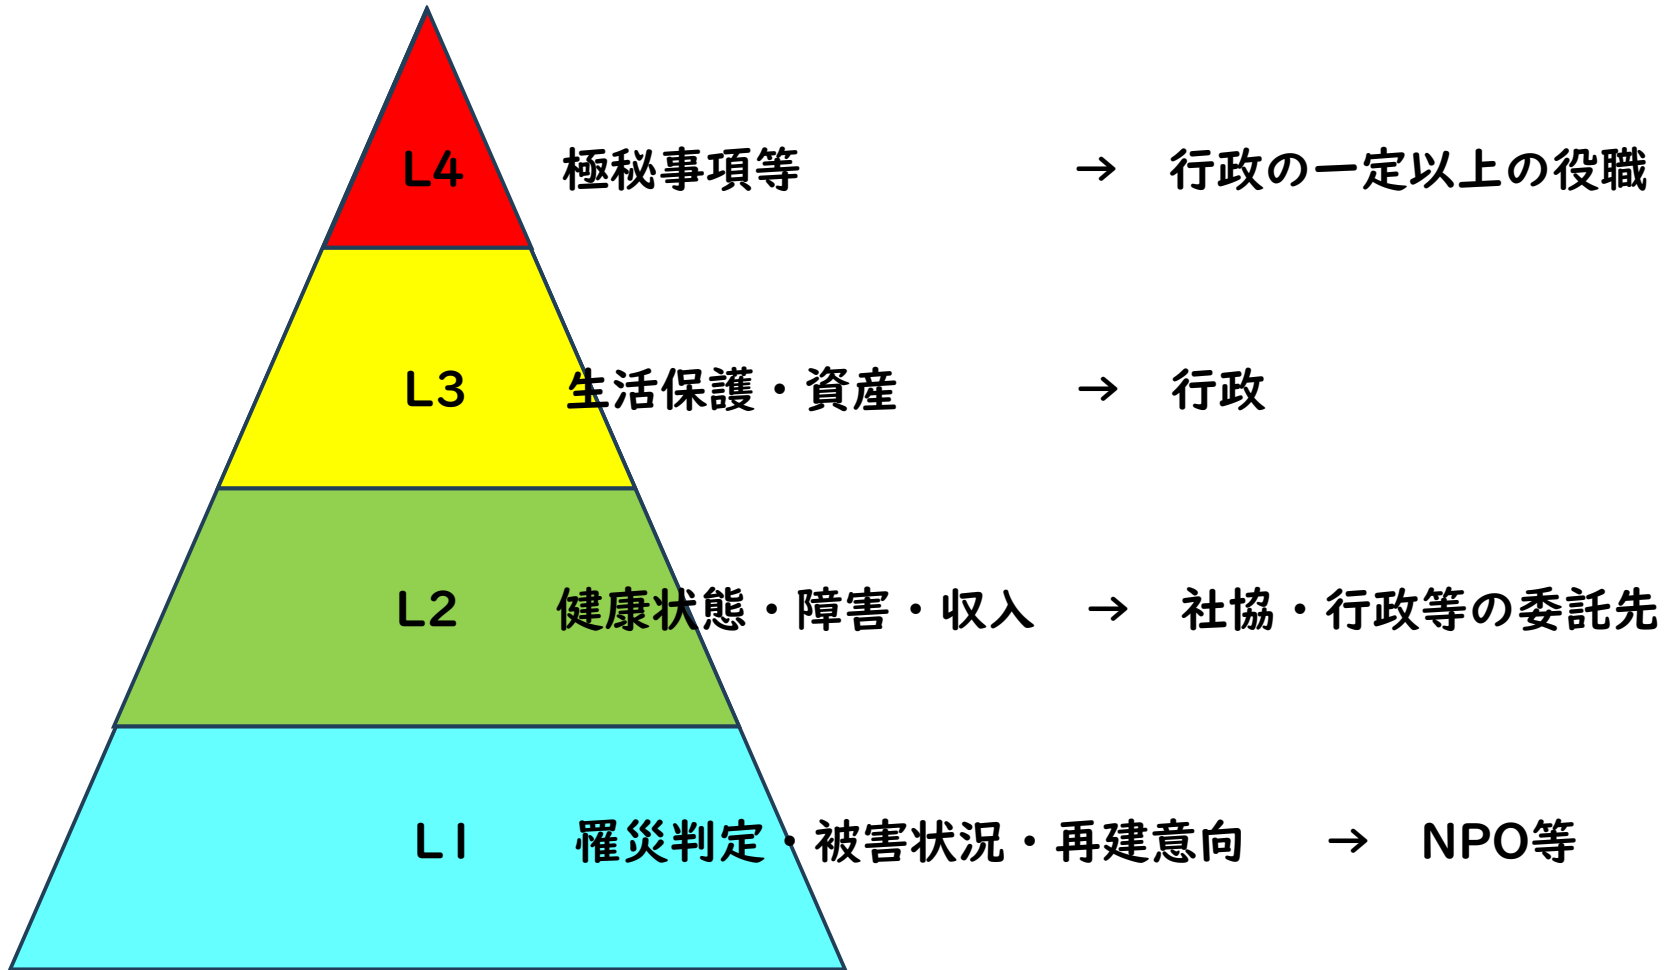 L4 極秘事項等 → 行政の一定以上の役職
L3 生活保護・資産 → 行政
L2 健康状態・障害・収入 → 社協・行政等の委託先
L1 罹災判定・被害状況・再建意向 → NPO等